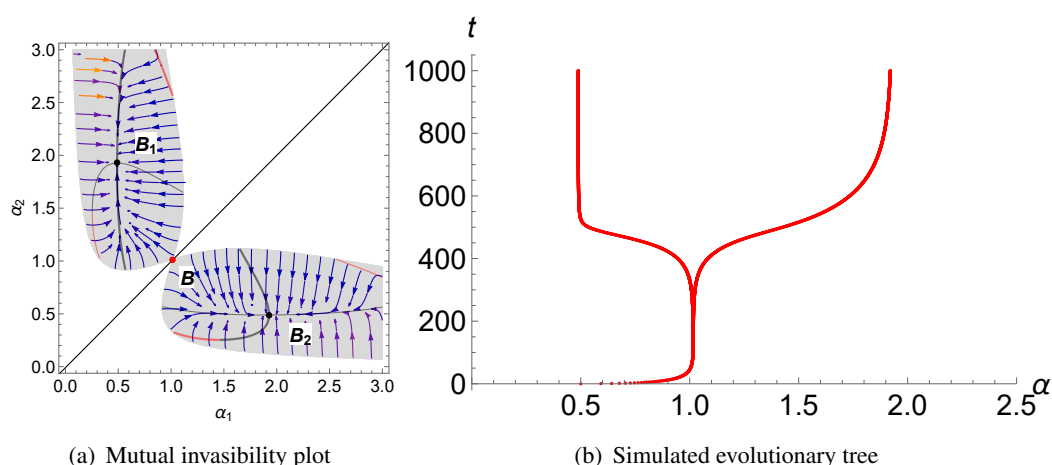 3.0
2.5
2.0
1.5
1.0
0.5
0.0
α₂
B₁
B
B₂
0.0 0.5 1.0 1.5 2.0 2.5 3.0
α₁
(a) Mutual invasibility plot
t
1000
800
600
400
200
0
0.5 1.0 1.5 2.0 2.5
α
(b) Simulated evolutionary tree